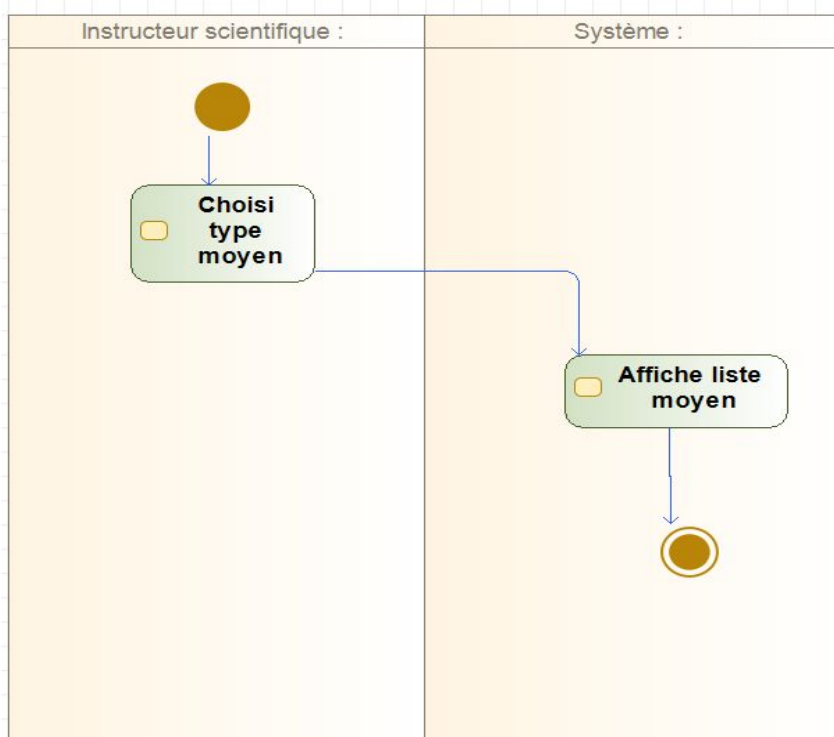 Instructeur scientifique :
Système :
Choisi
type
moyen
Affiche liste
moyen